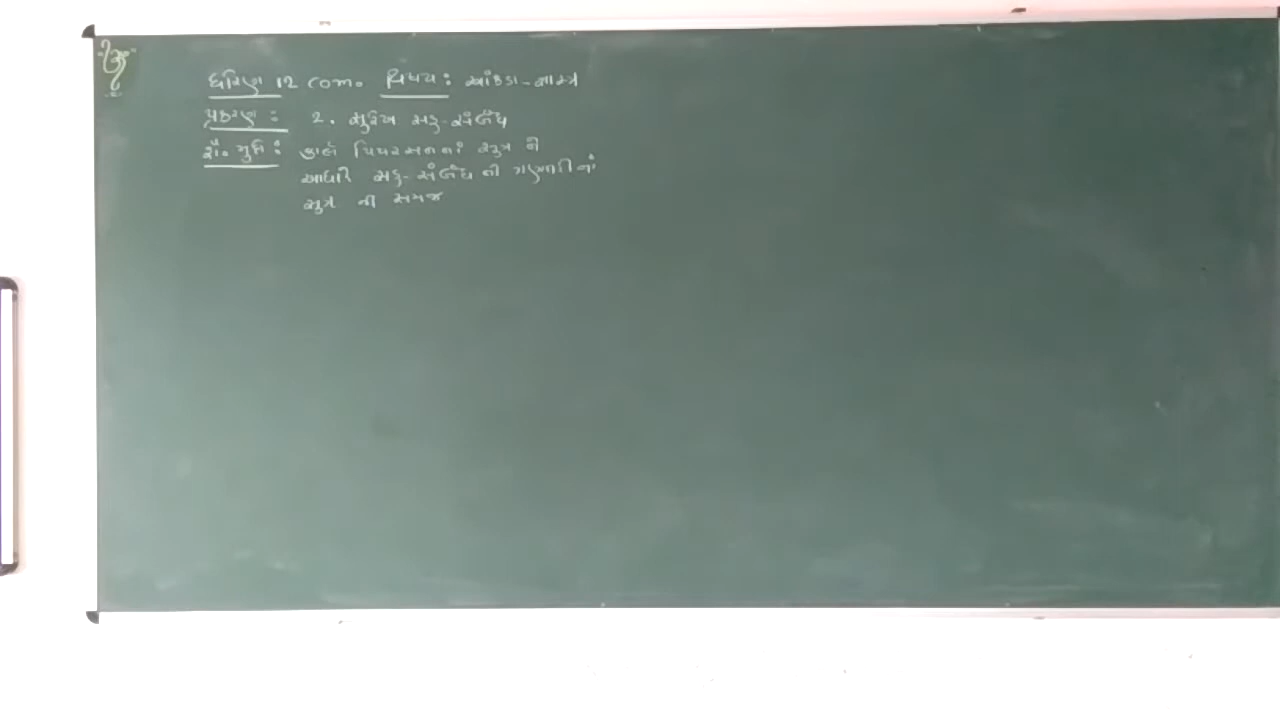 ધોરણ 12 com. વિષય : આંકડા-શાસ્ત્ર
પ્રકરણ : 2. સુરેખ સહ-સંબંધ
શૈ. મુદ્દો : કાર્લ પિયરસનનાં સુત્ર ને
આધારે સહ-સંબંધ ની ગણતરીનાં
સુત્ર ની સમજ